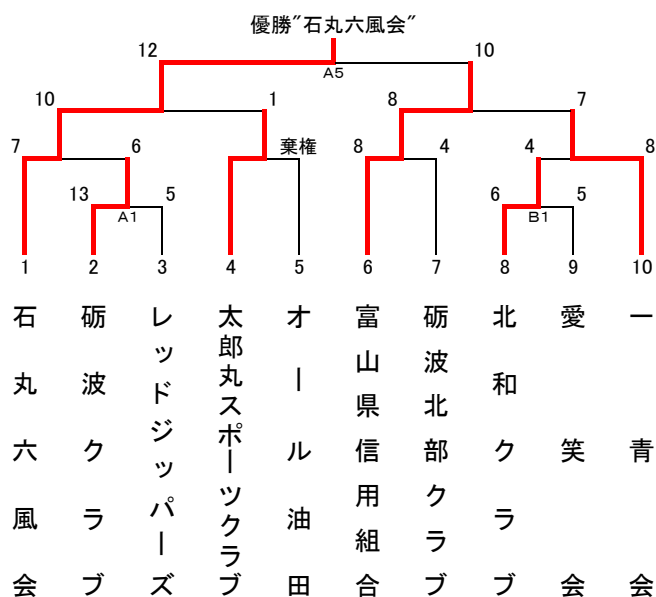 優勝"石丸六風会"
12
10
A5
10
1
8
7
7
6
棄権
8
4
4
8
13
5
6
5
A1
B1
1
2
3
4
5
6
7
8
9
10
石丸六風会
砺波クラブ
レッドジッパーズ
太郎丸スポーツクラブ
オール油田
富山県信用組合
砺波北部クラブ
北和クラブ
愛笑会
一青会